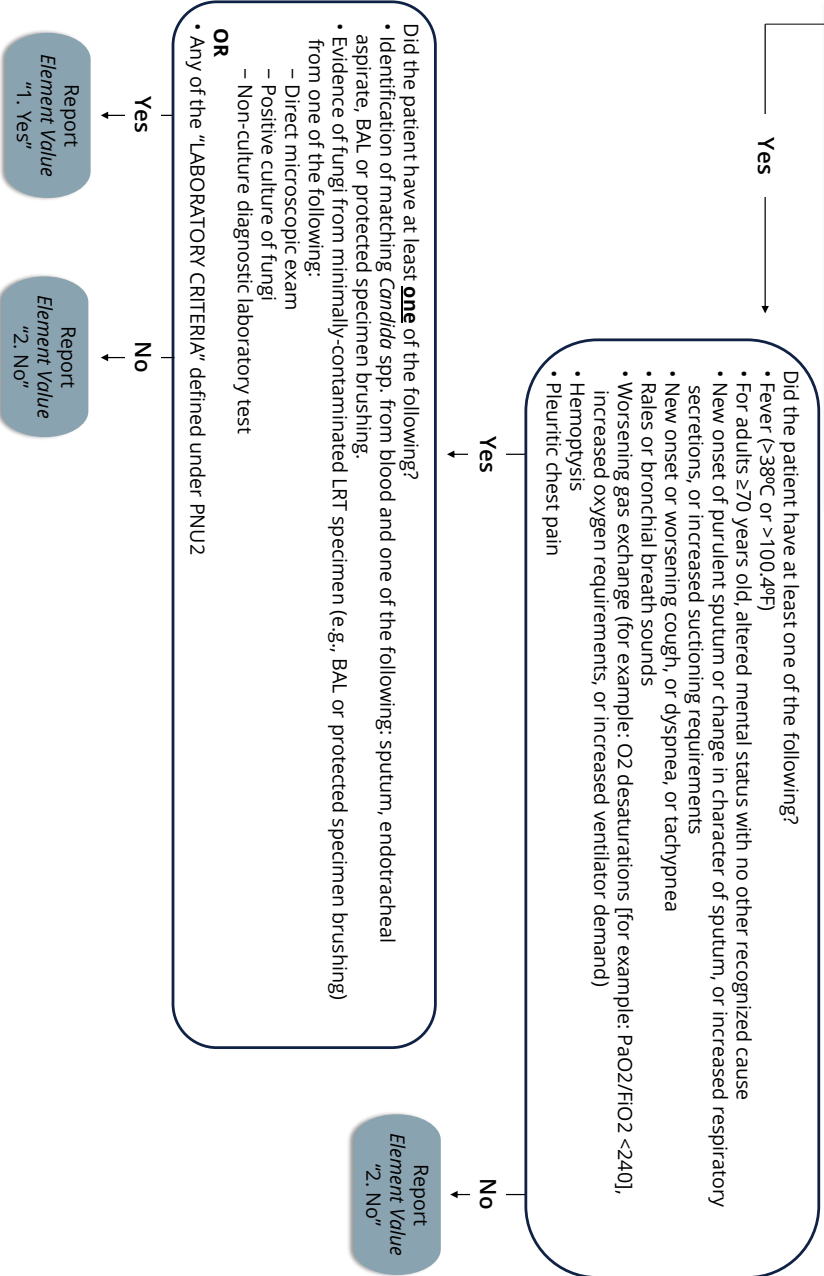 Yes
Did the patient have at least one of the following?
• Fever (>38ºC or >100.4ºF)
• For adults ≥70 years old, altered mental status with no other recognized cause
• New onset of purulent sputum or change in character of sputum, or increased respiratory
secretions, or increased suctioning requirements
• New onset or worsening cough, or dyspnea, or tachypnea
• Rales or bronchial breath sounds
• Worsening gas exchange (for example: O2 desaturations [for example: PaO2/FiO2 <240],
increased oxygen requirements, or increased ventilator demand)
• Hemoptysis
• Pleuritic chest pain
Yes
No
Report
Element Value
“2. No”
Did the patient have at least one of the following?
• Identification of matching Candida spp. from blood and one of the following: sputum, endotracheal
aspirate, BAL or protected specimen brushing.
• Evidence of fungi from minimally-contaminated LRT specimen (e.g., BAL or protected specimen brushing)
from one of the following:
– Direct microscopic exam
– Positive culture of fungi
– Non-culture diagnostic laboratory test
OR
• Any of the “LABORATORY CRITERIA” defined under PNU2
Yes
No
Report
Element Value
“1. Yes”
Report
Element Value
“2. No”